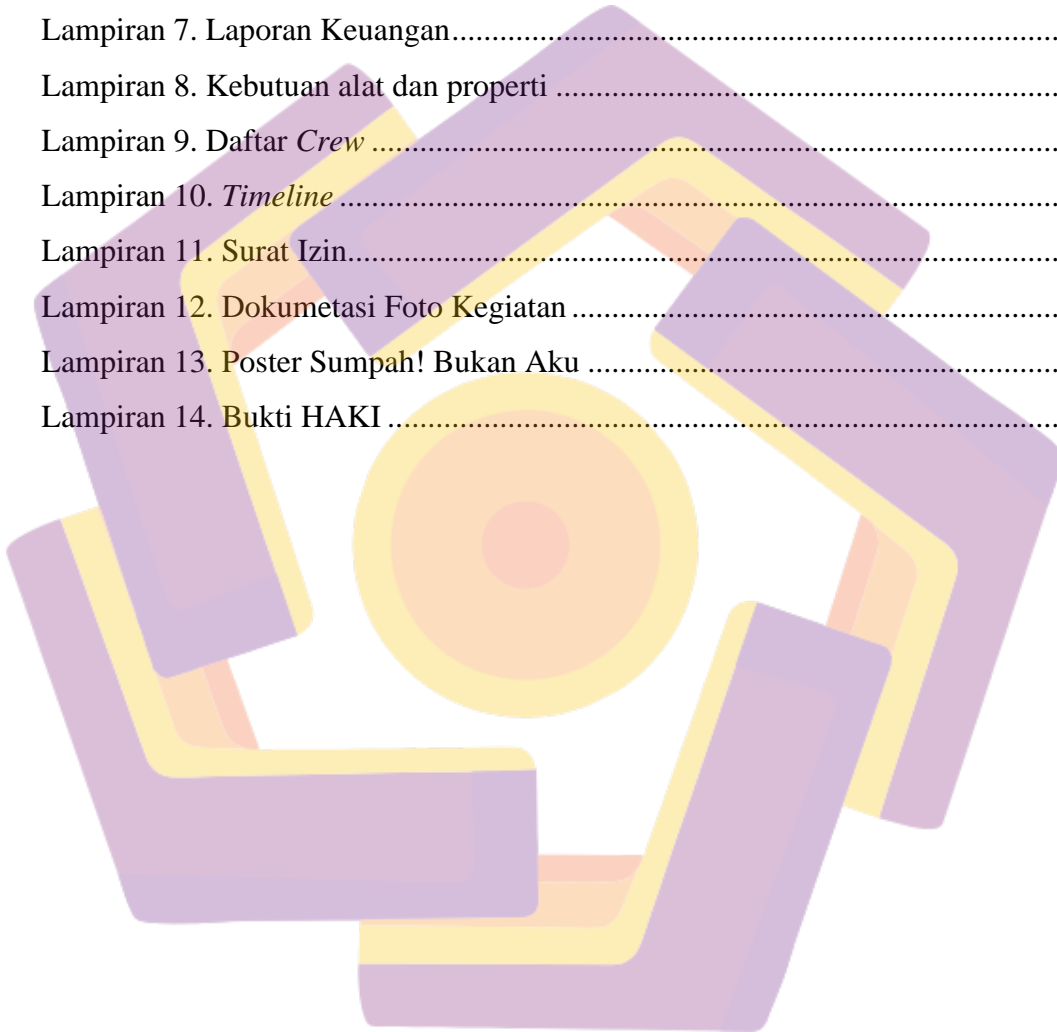 Lampiran 7. Laporan Keuangan....................................................................................
Lampiran 8. Kebutuan alat dan properti ..............................................................
Lampiran 9. Daftar Crew .....................................................................................
Lampiran 10. Timeline .........................................................................................
Lampiran 11. Surat Izin........................................................................................
Lampiran 12. Dokumetasi Foto Kegiatan ............................................................
Lampiran 13. Poster Sumpah! Bukan Aku ..........................................................
Lampiran 14. Bukti HAKI ...................................................................................